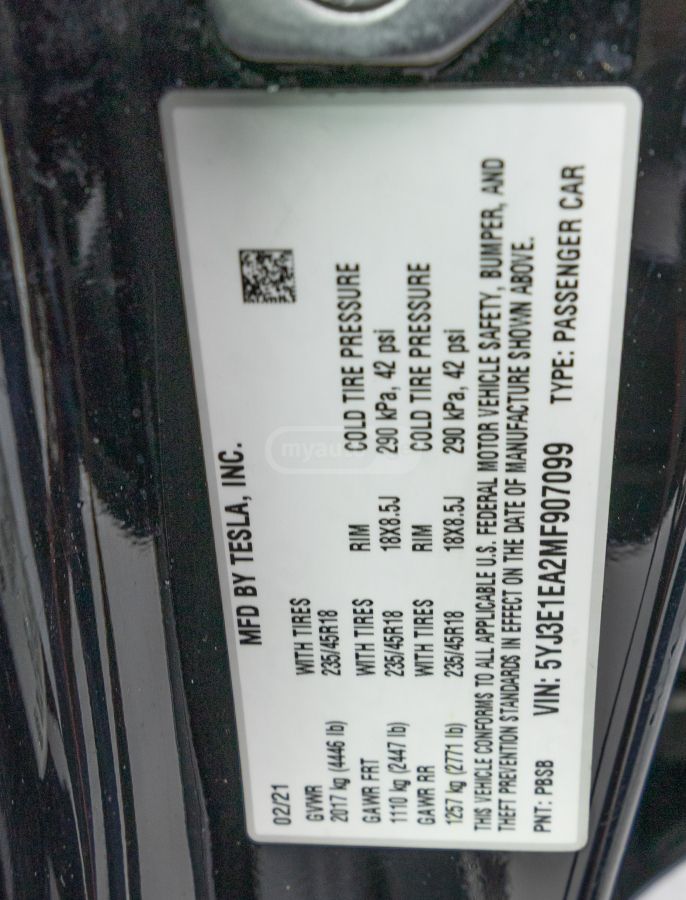 MFD BY TESLA, INC.
02/21
GVWR WITH TIRES
2017 kg (4446 lb) 235/45R18
GAWR FRT WITH TIRES RIM COLD TIRE PRESSURE
1110 kg (2447 lb) 235/45R18 18X8.5J 290 kPa, 42 psi
GAWR RR WITH TIRES RIM COLD TIRE PRESSURE
1257 kg (2771 lb) 235/45R18 18X8.5J 290 kPa, 42 psi
THIS VEHICLE CONFORMS TO ALL APPLICABLE U.S. FEDERAL MOTOR VEHICLE SAFETY, BUMPER, AND
THEFT PREVENTION STANDARDS IN EFFECT ON THE DATE OF MANUFACTURE SHOWN ABOVE.
PNT: PBSB VIN: 5YJ3E1EA2MF907099 TYPE: PASSENGER CAR